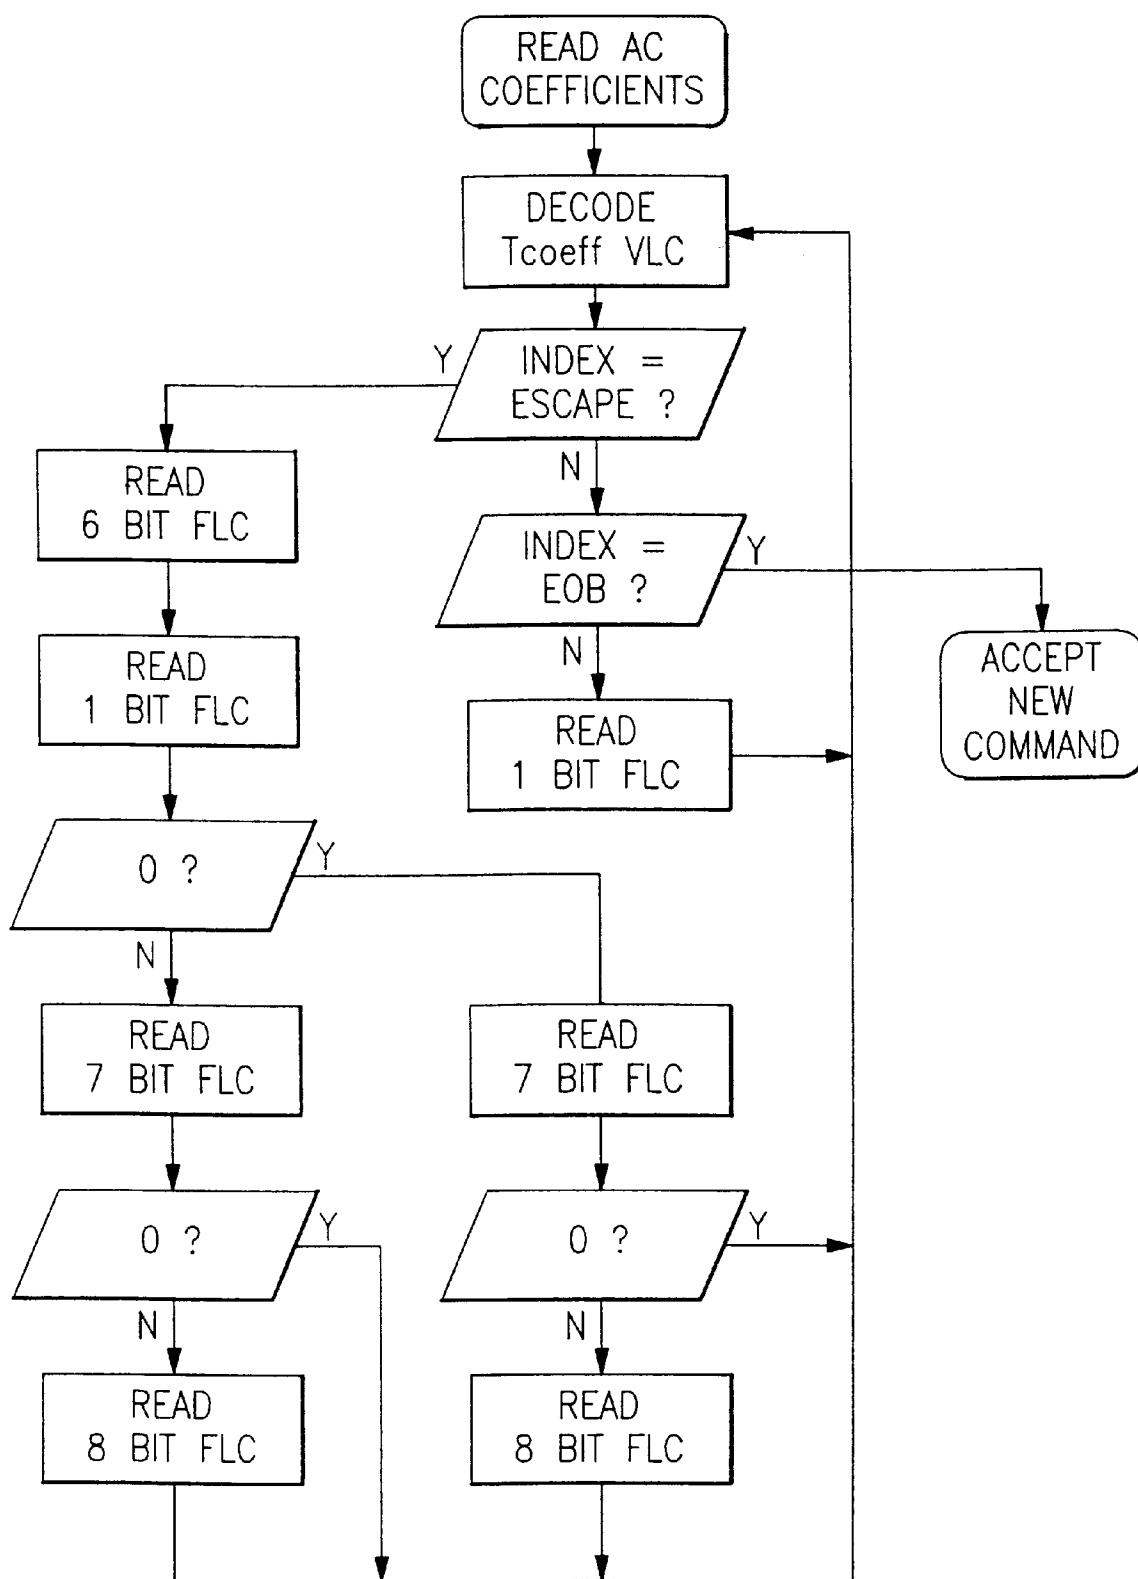 READ AC
COEFFICIENTS
DECODE
Tcoeff VLC
INDEX =
ESCAPE ?
Y
N
READ
6 BIT FLC
INDEX =
EOB ?
Y
N
READ
1 BIT FLC
READ
1 BIT FLC
ACCEPT
NEW
COMMAND
0 ?
Y
N
READ
7 BIT FLC
READ
7 BIT FLC
0 ?
Y
N
0 ?
Y
N
READ
8 BIT FLC
READ
8 BIT FLC